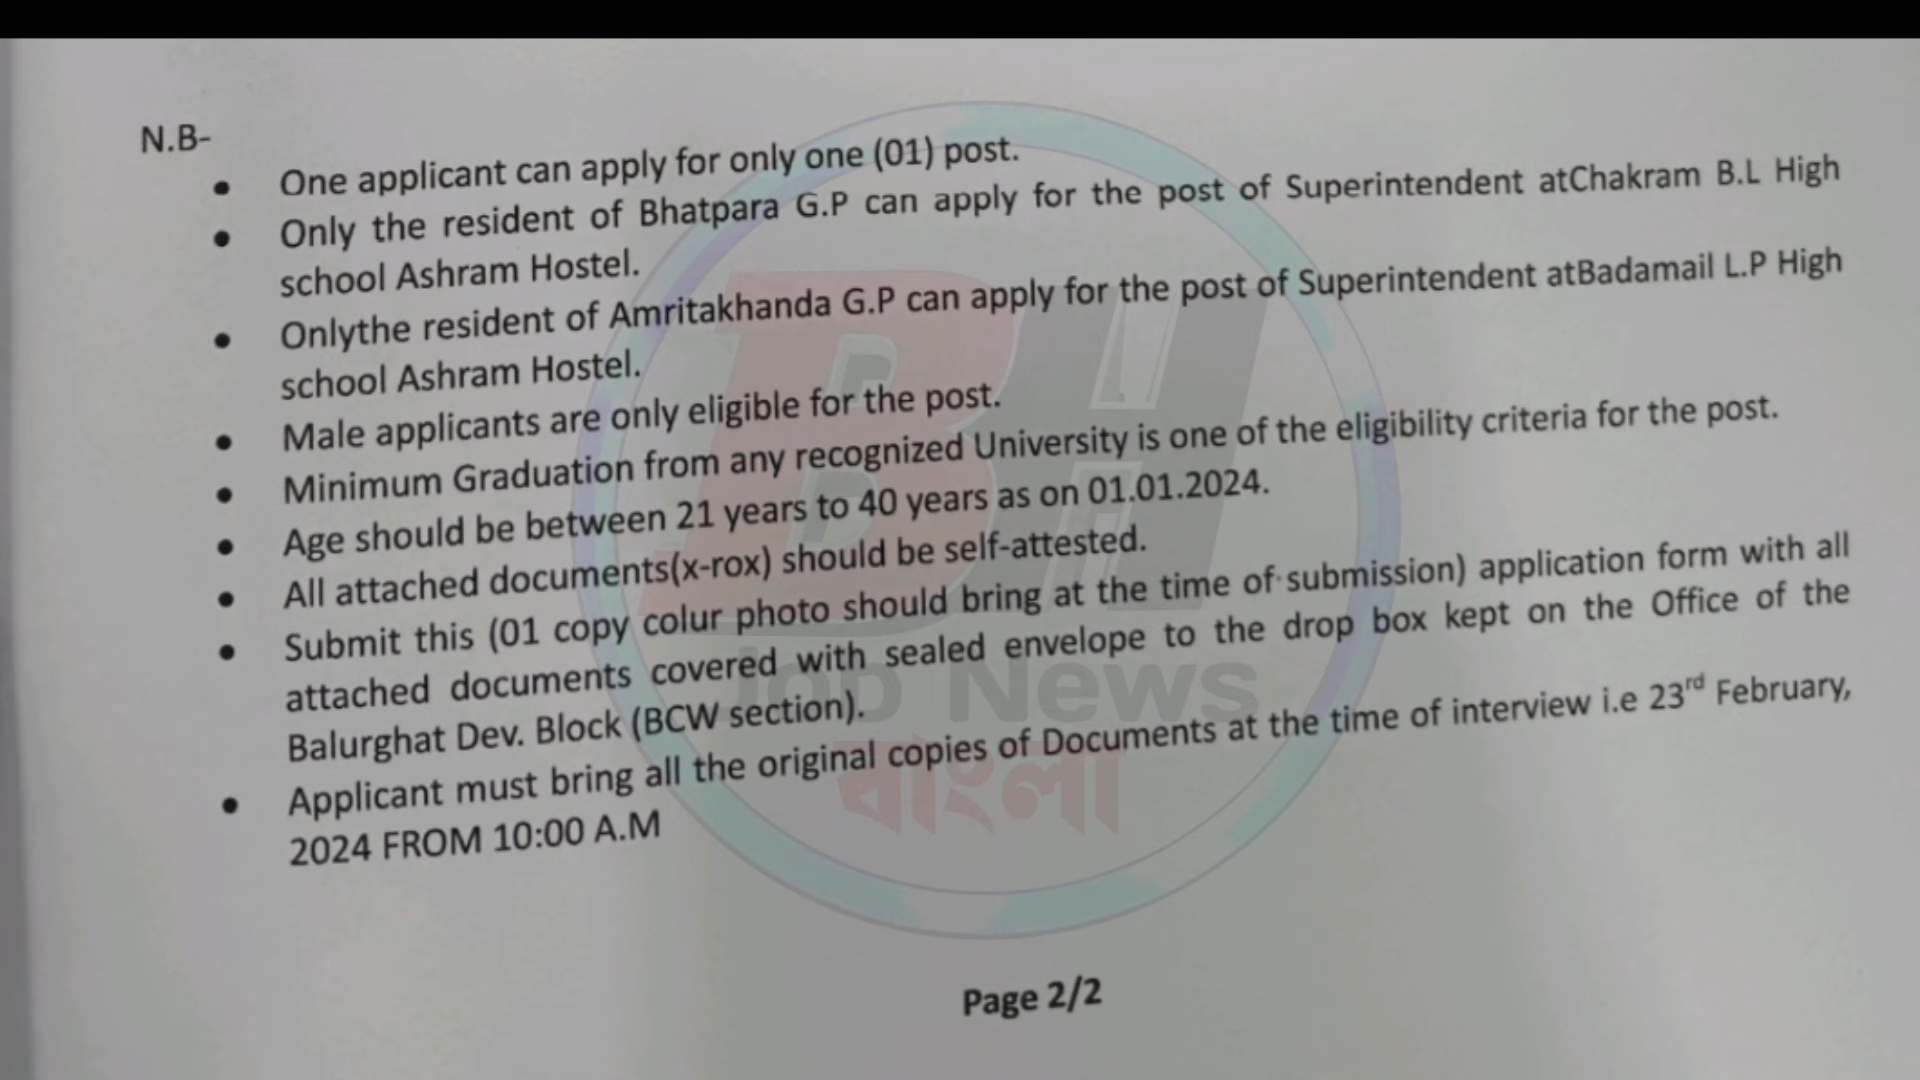 N.B-
• One applicant can apply for only one (01) post.
• Only the resident of Bhatpara G.P can apply for the post of Superintendent atChakram B.L High
school Ashram Hostel.
• Onlythe resident of Amritakhanda G.P can apply for the post of Superintendent atBadamail L.P High
school Ashram Hostel.
• Male applicants are only eligible for the post.
• Minimum Graduation from any recognized University is one of the eligibility criteria for the post.
• Age should be between 21 years to 40 years as on 01.01.2024.
• All attached documents(x-rox) should be self-attested.
• Submit this (01 copy colur photo should bring at the time of submission) application form with all
attached documents covered with sealed envelope to the drop box kept on the Office of the
Balurghat Dev. Block (BCW section).
• Applicant must bring all the original copies of Documents at the time of interview i.e 23rd February,
2024 FROM 10:00 A.M
BH
Job News
বাংলা
Page 2/2